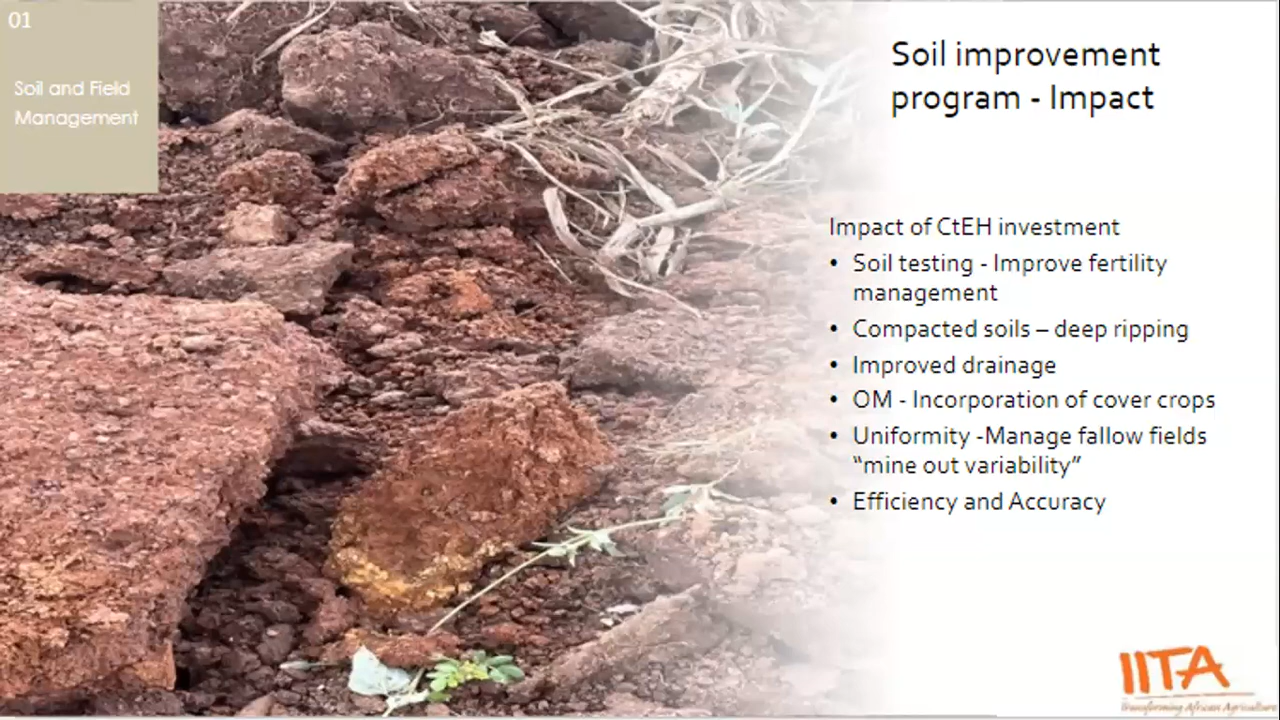 01
Soil and Field
Management
Soil improvement
program - Impact
Impact of CtEH investment
• Soil testing - Improve fertility
management
• Compacted soils – deep ripping
• Improved drainage
• OM - Incorporation of cover crops
• Uniformity -Manage fallow fields
“mine out variability”
• Efficiency and Accuracy
IITA
Transforming African Agriculture